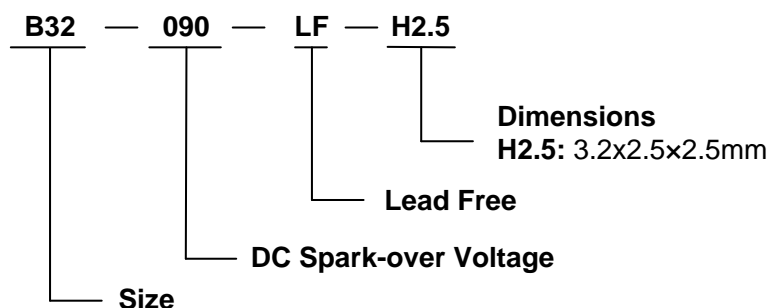 B32 — 090 — LF — H2.5
Dimensions
H2.5: 3.2x2.5×2.5mm
Lead Free
DC Spark-over Voltage
Size